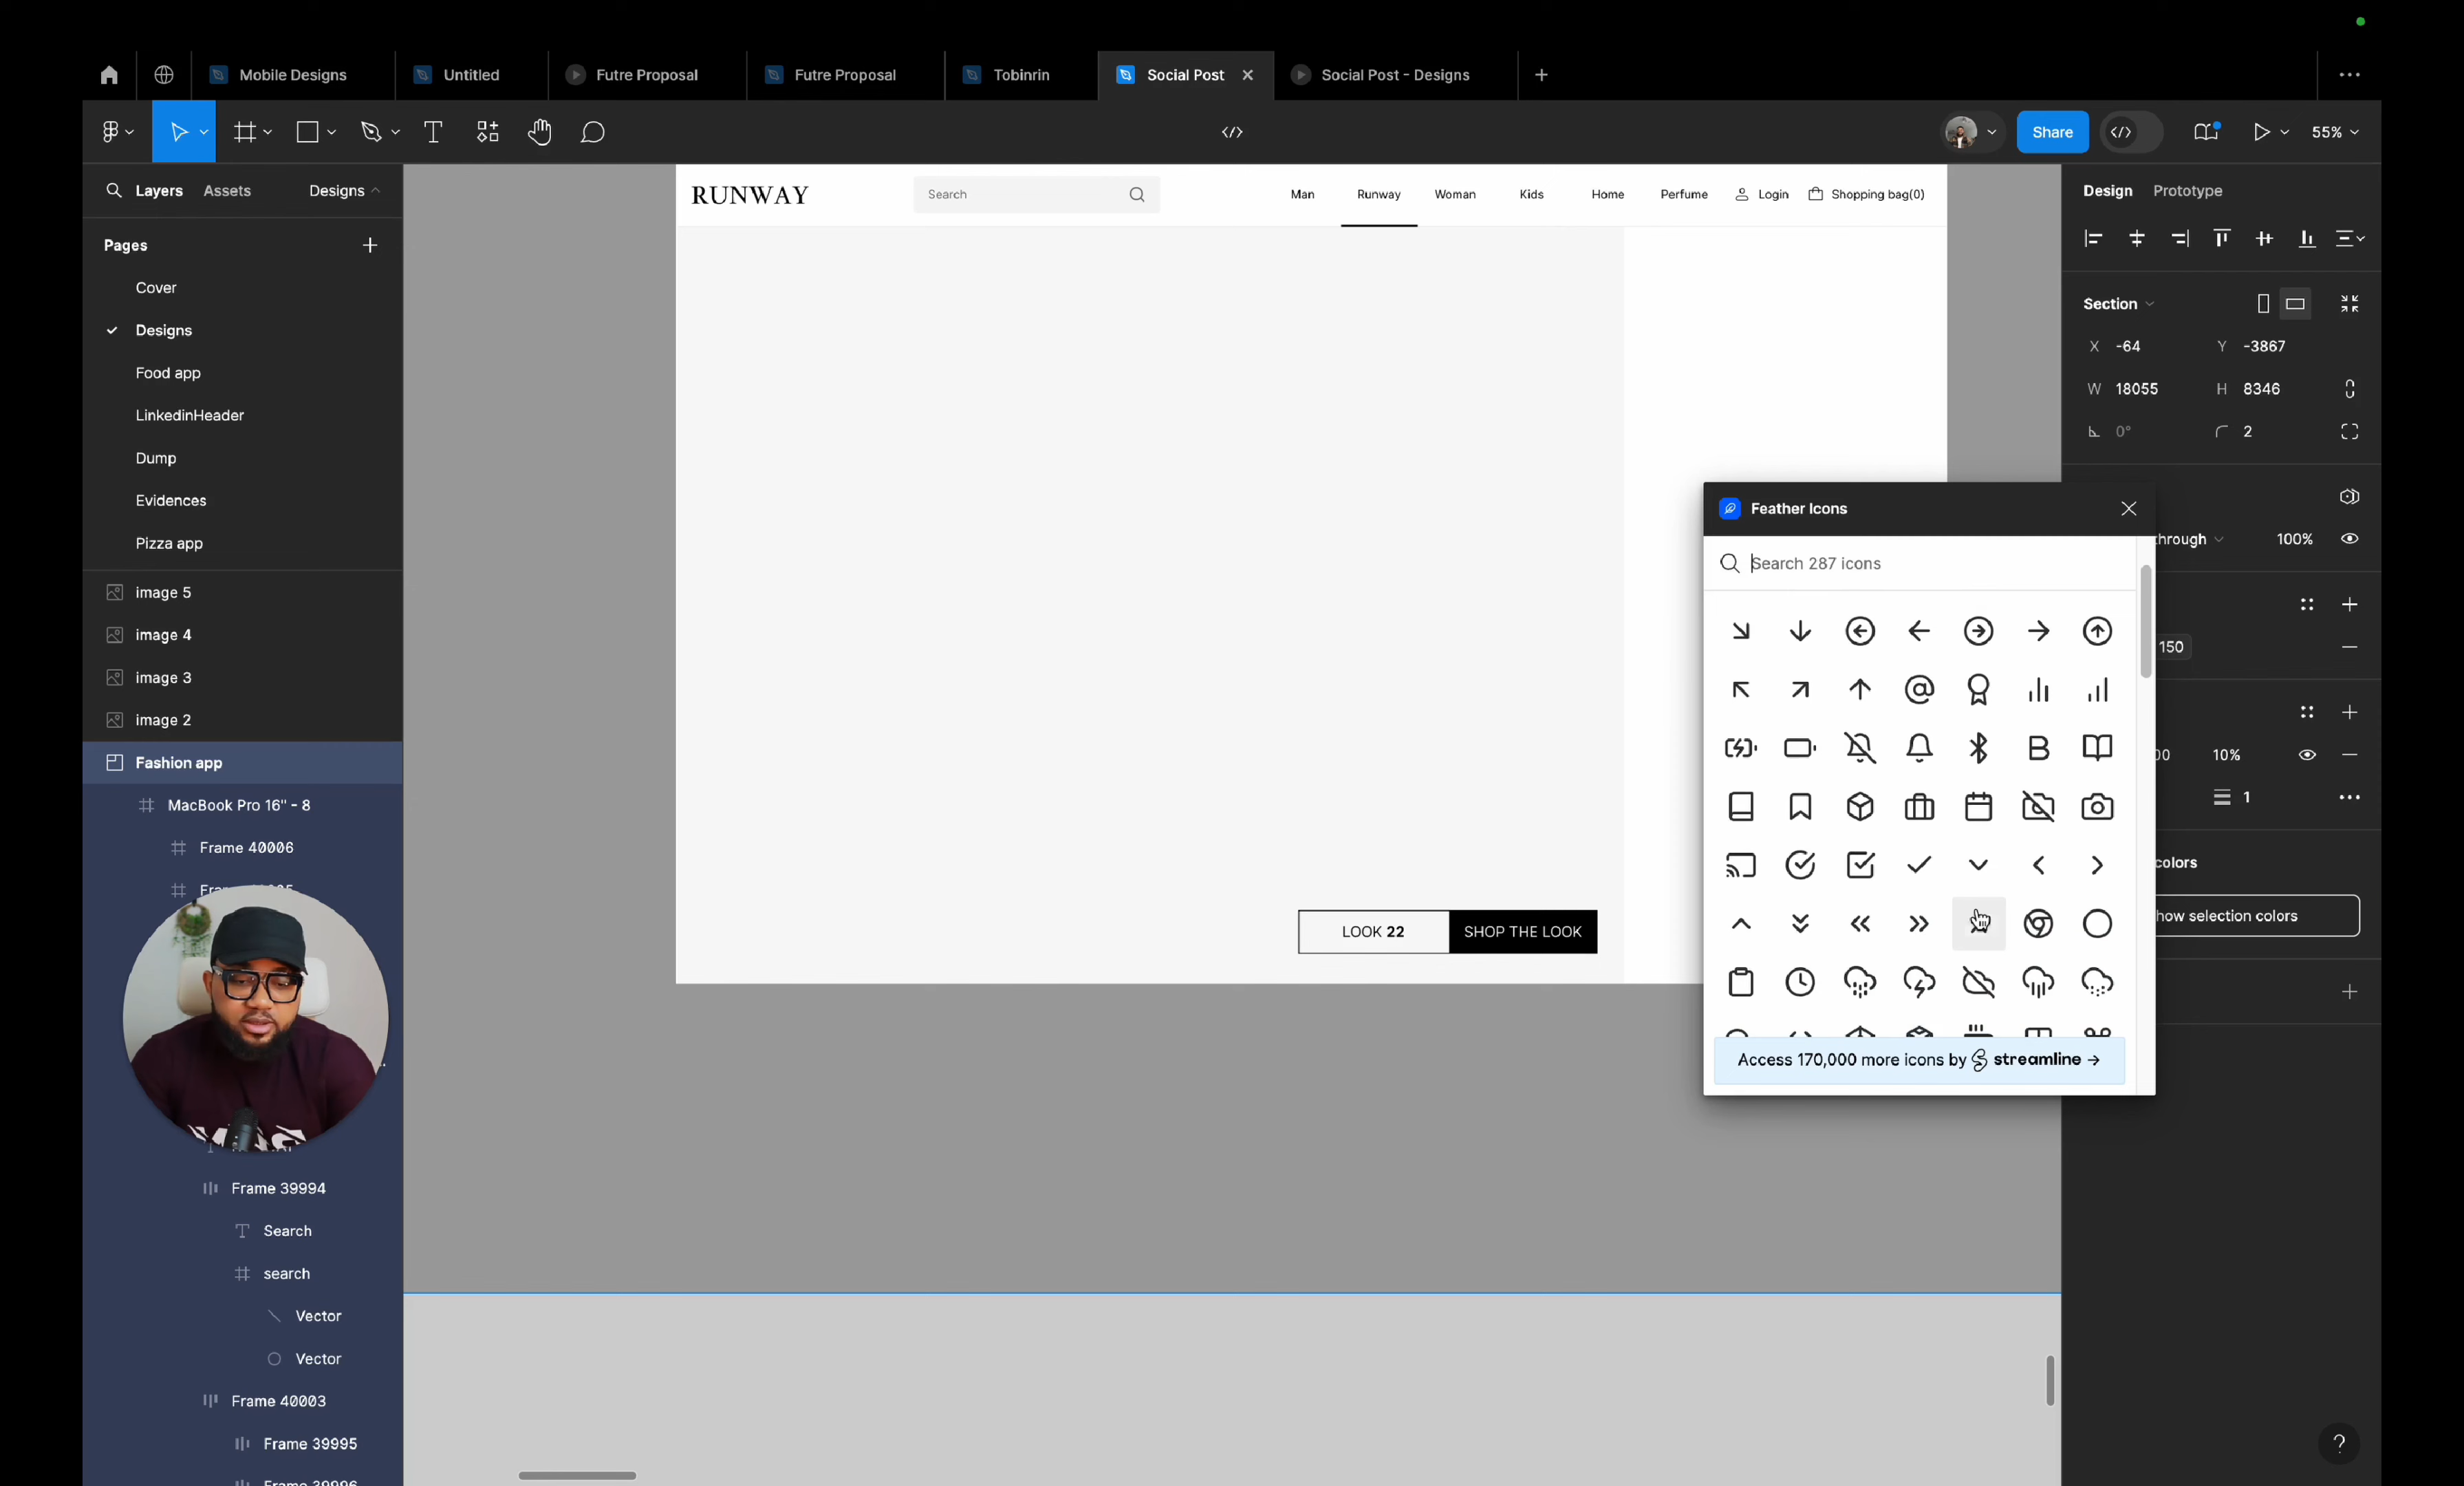 Mobile Designs
Untitled
Futre Proposal
Futre Proposal
Tobinrin
Social Post
Social Post - Designs
Share
55%
Layers
Assets
Designs
Pages
Cover
Designs
Food app
LinkedinHeader
Dump
Evidences
Pizza app
image 5
image 4
image 3
image 2
Fashion app
MacBook Pro 16" - 8
Frame 40006
Frame 39994
Search
search
Vector
Vector
Frame 40003
Frame 39995
Frame 39996
RUNWAY
Search
Man
Runway
Woman
Kids
Home
Perfume
Login
Shopping bag(0)
LOOK 22
SHOP THE LOOK
Feather Icons
Search 287 icons
Access 170,000 more icons by streamline →
Design
Prototype
Section
X -64
Y -3867
W 18055
H 8346
0°
2
hrough
100%
150
00
10%
1
colors
how selection colors
?